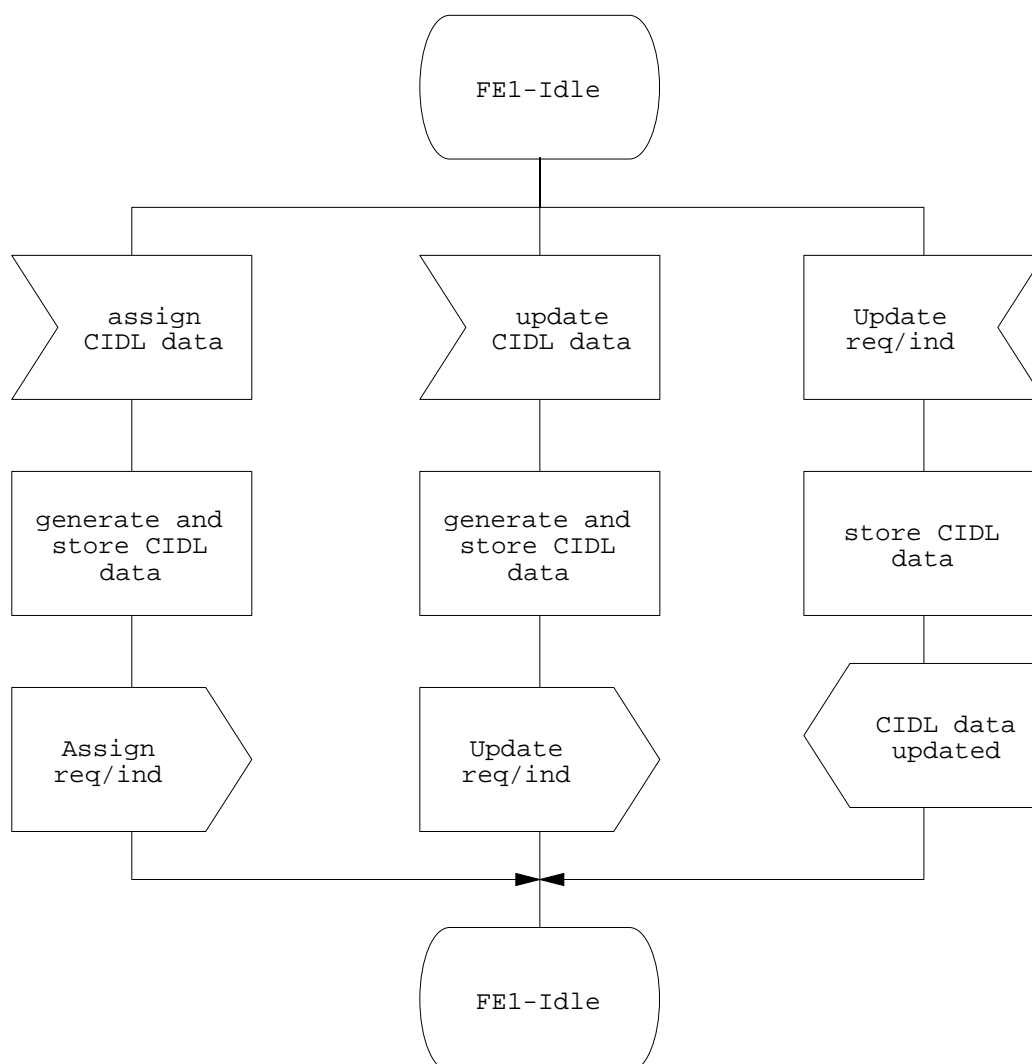 FE1-Idle
assign
CIDL data
update
CIDL data
Update
req/ind
generate and
store CIDL
data
generate and
store CIDL
data
store CIDL
data
Assign
req/ind
Update
req/ind
CIDL data
updated
FE1-Idle